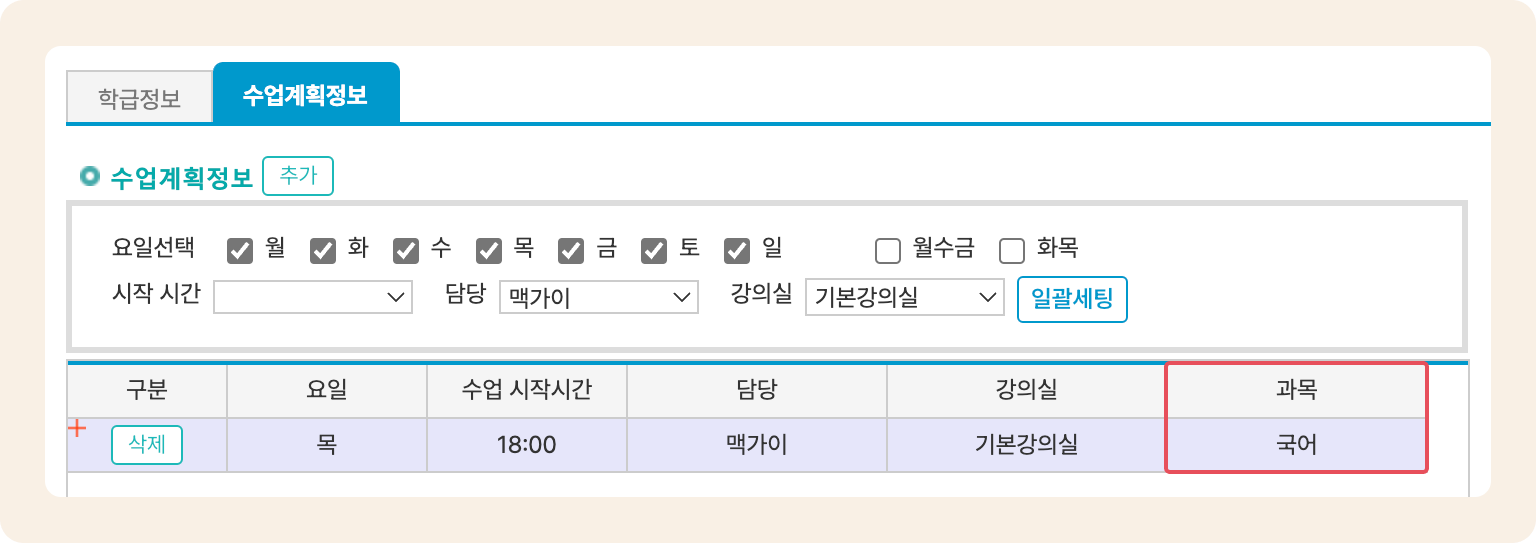 학급정보 수업계획정보
수업계획정보 추가
요일선택 월 화 수 목 금 토 일 월수금 화목
시작 시간 담당 맥가이 강의실 기본강의실 일괄세팅
구분 요일 수업 시작시간 담당 강의실 과목
삭제 목 18:00 맥가이 기본강의실 국어